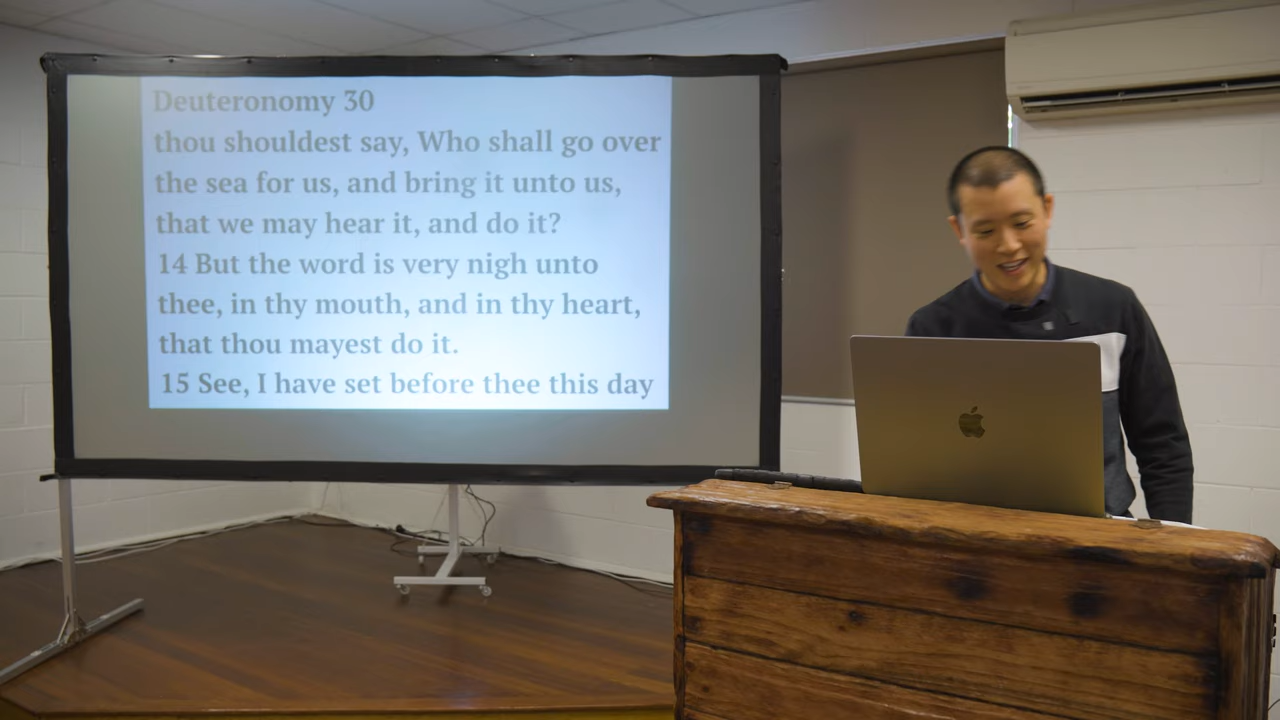 Deuteronomy 30
thou shouldest say, Who shall go over
the sea for us, and bring it unto us,
that we may hear it, and do it?
14 But the word is very nigh unto
thee, in thy mouth, and in thy heart,
that thou mayest do it.
15 See, I have set before thee this day